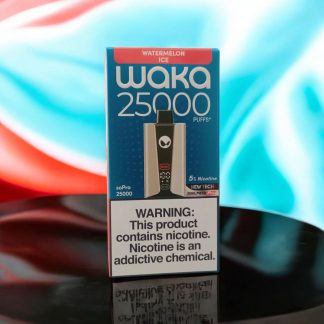 WATERMELON
ICE
waka
25000
PUFFS*
soPro
25000
5% Nicotine
NEW TECH
WARNING:
This product
contains nicotine.
Nicotine is an
addictive chemical.